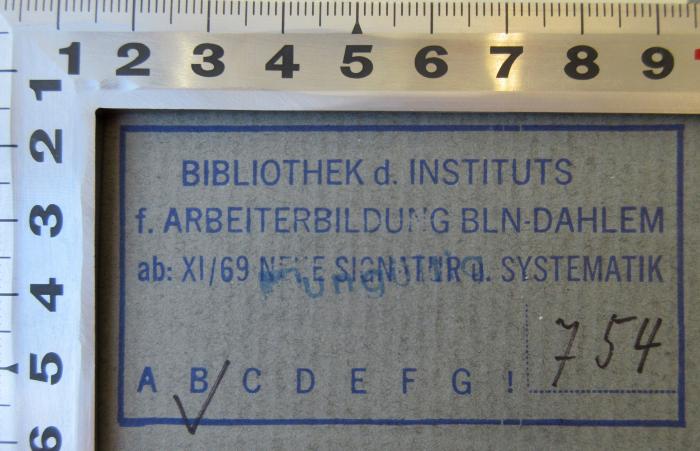 1 2 3 4 5 6 7 8 9
1
2
3
4
5
6
BIBLIOTHEK d. INSTITUTS
f. ARBEITERBILDUNG BLN-DAHLEM
ab: XI/69 NEUE SIGNATUR u. SYSTEMATIK
754
A B C D E F G !